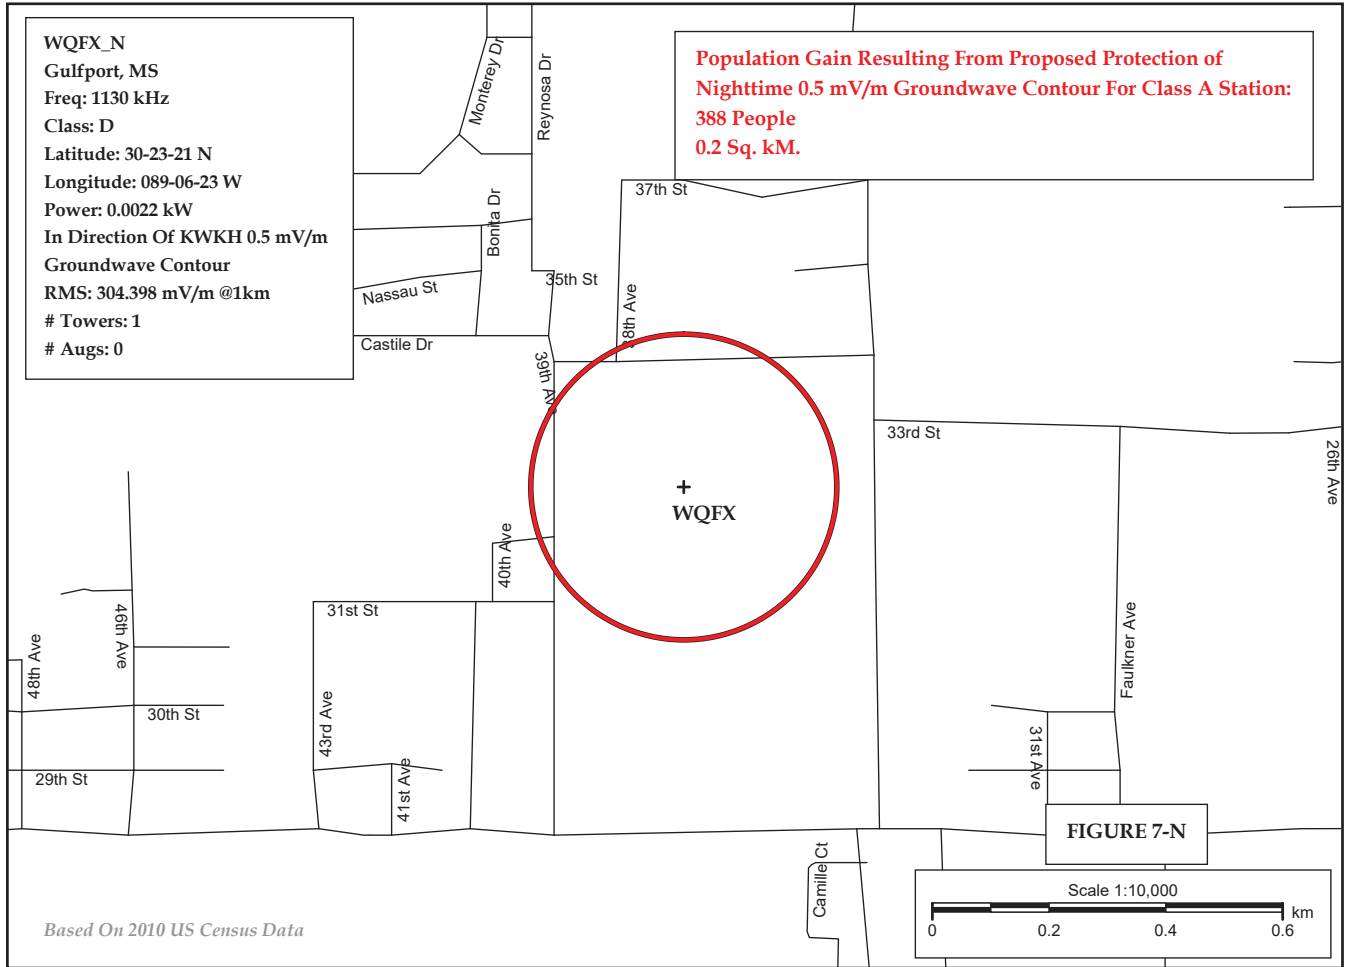 WQFX_N
Gulfport, MS
Freq: 1130 kHz
Class: D
Latitude: 30-23-21 N
Longitude: 089-06-23 W
Power: 0.0022 kW
In Direction Of KWKH 0.5 mV/m
Groundwave Contour
RMS: 304.398 mV/m @1km
# Towers: 1
# Augs: 0
Population Gain Resulting From Proposed Protection of
Nighttime 0.5 mV/m Groundwave Contour For Class A Station:
388 People
0.2 Sq. kM.
Monterey Dr
Reynosa Dr
Bonita Dr
37th St
35th St
Nassau St
38th Ave
Castile Dr
39th Ave
33rd St
26th Ave
WQFX
40th Ave
31st St
46th Ave
48th Ave
Faulkner Ave
30th St
43rd Ave
31st Ave
29th St
41st Ave
Camille Ct
FIGURE 7-N
Scale 1:10,000
km
0 0.2 0.4 0.6
Based On 2010 US Census Data